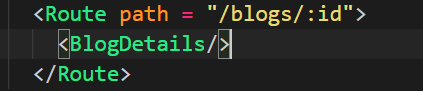 <Route path = "/blogs/:id">
<BlogDetails/>
</Route>